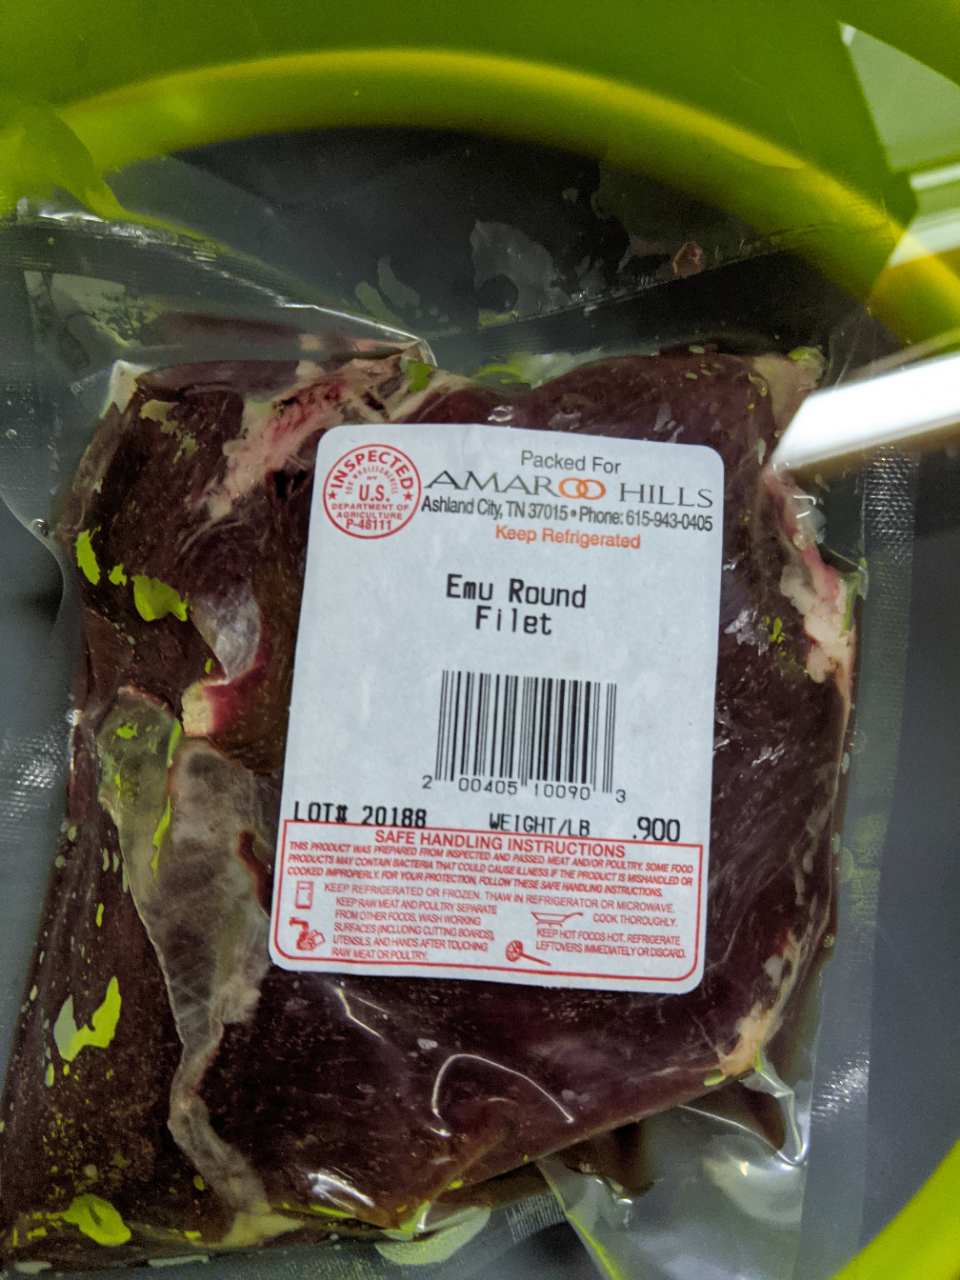 INSPECTED
FOR WHOLESOMENESS
BY
U.S.
DEPARTMENT OF
AGRICULTURE
P-48111
Packed For
AMAROO HILLS
Ashland City, TN 37015 • Phone: 615-943-0405
Keep Refrigerated
Emu Round
Filet
2 00405 10090 3
LOT# 20188 WEIGHT/LB .900
SAFE HANDLING INSTRUCTIONS
THIS PRODUCT WAS PREPARED FROM INSPECTED AND PASSED MEAT AND/OR POULTRY. SOME FOOD
PRODUCTS MAY CONTAIN BACTERIA THAT COULD CAUSE ILLNESS IF THE PRODUCT IS MISHANDLED OR
COOKED IMPROPERLY. FOR YOUR PROTECTION, FOLLOW THESE SAFE HANDLING INSTRUCTIONS.
KEEP REFRIGERATED OR FROZEN. THAW IN REFRIGERATOR OR MICROWAVE.
KEEP RAW MEAT AND POULTRY SEPARATE
FROM OTHER FOODS. WASH WORKING
SURFACES (INCLUDING CUTTING BOARDS),
UTENSILS, AND HANDS AFTER TOUCHING
RAW MEAT OR POULTRY.
COOK THOROUGHLY.
KEEP HOT FOODS HOT. REFRIGERATE
LEFTOVERS IMMEDIATELY OR DISCARD.